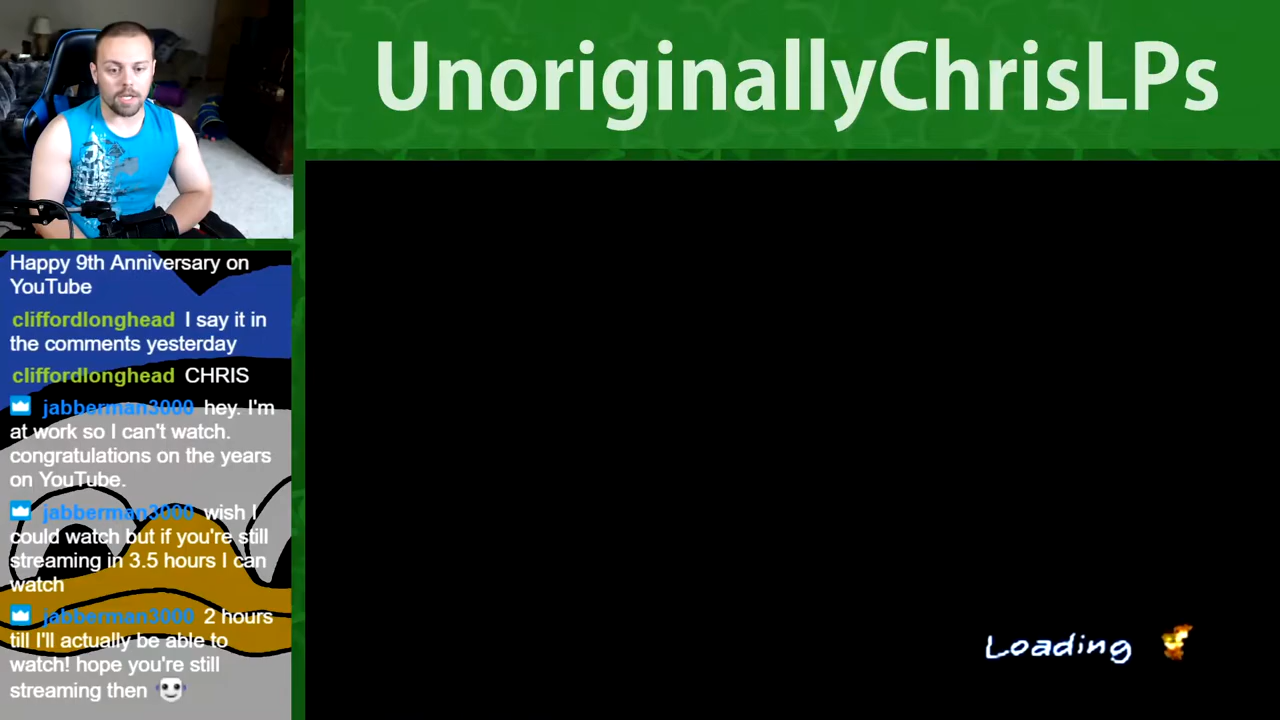 UnoriginallyChrisLPs
Happy 9th Anniversary on
YouTube
cliffordlonghead I say it in
the comments yesterday
cliffordlonghead CHRIS
jabberman3000 hey. I'm
at work so I can't watch.
congratulations on the years
on YouTube.
jabberman3000 wish I
could watch but if you're still
streaming in 3.5 hours I can
watch
jabberman3000 2 hours
till I'll actually be able to
watch! hope you're still
streaming then
Loading